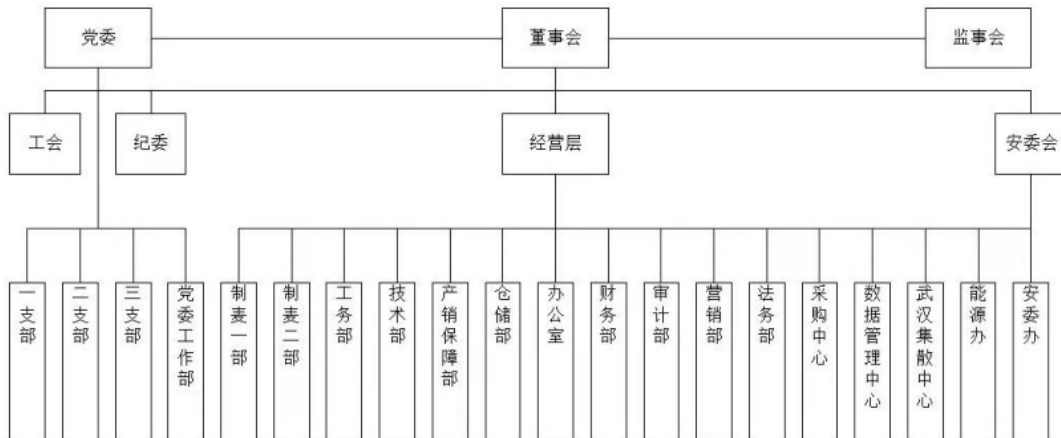 党委
董事会
监事会
工会
纪委
经营层
安委会
一支部
二支部
三支部
党委工作部
制麦一部
制麦二部
工务部
技术部
产销保障部
仓储部
办公室
财务部
审计部
营销部
法务部
采购中心
数据管理中心
武汉集散中心
能源办
安委办